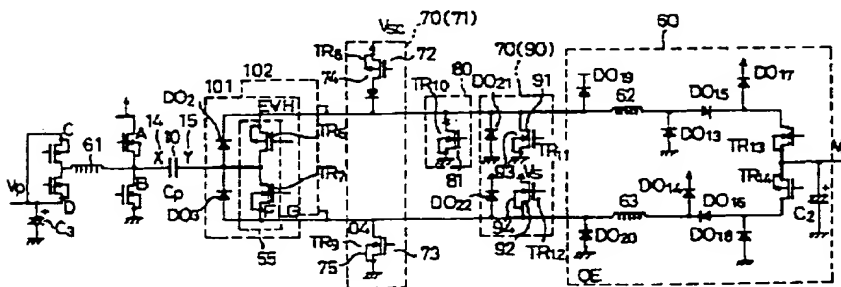 70(71)
60
Vsc
101
102
TR8
72
74
80
70(90)
DO2
14
10
15
C
A
61
X
Y
EVH
TR6
TR10
DO21
91
DO19
62
DO15
DO17
DO13
TR13
93
TR11
81
Vp
D
B
Cp
TR7
DO3
FLG
Vs
DO14
TR14
DO22
63
DO16
C2
C3
55
TR9
75
73
94
92
TR12
DO20
DO18
OE